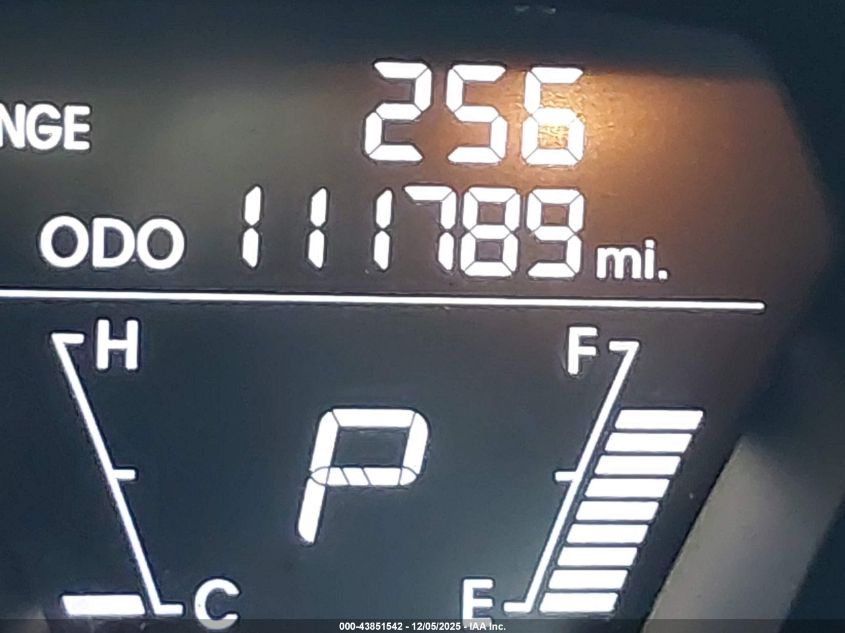 NGE 256
ODO 111789 mi.
H F
P
C E
000-43851542 - 12/05/2025 - IAA Inc.